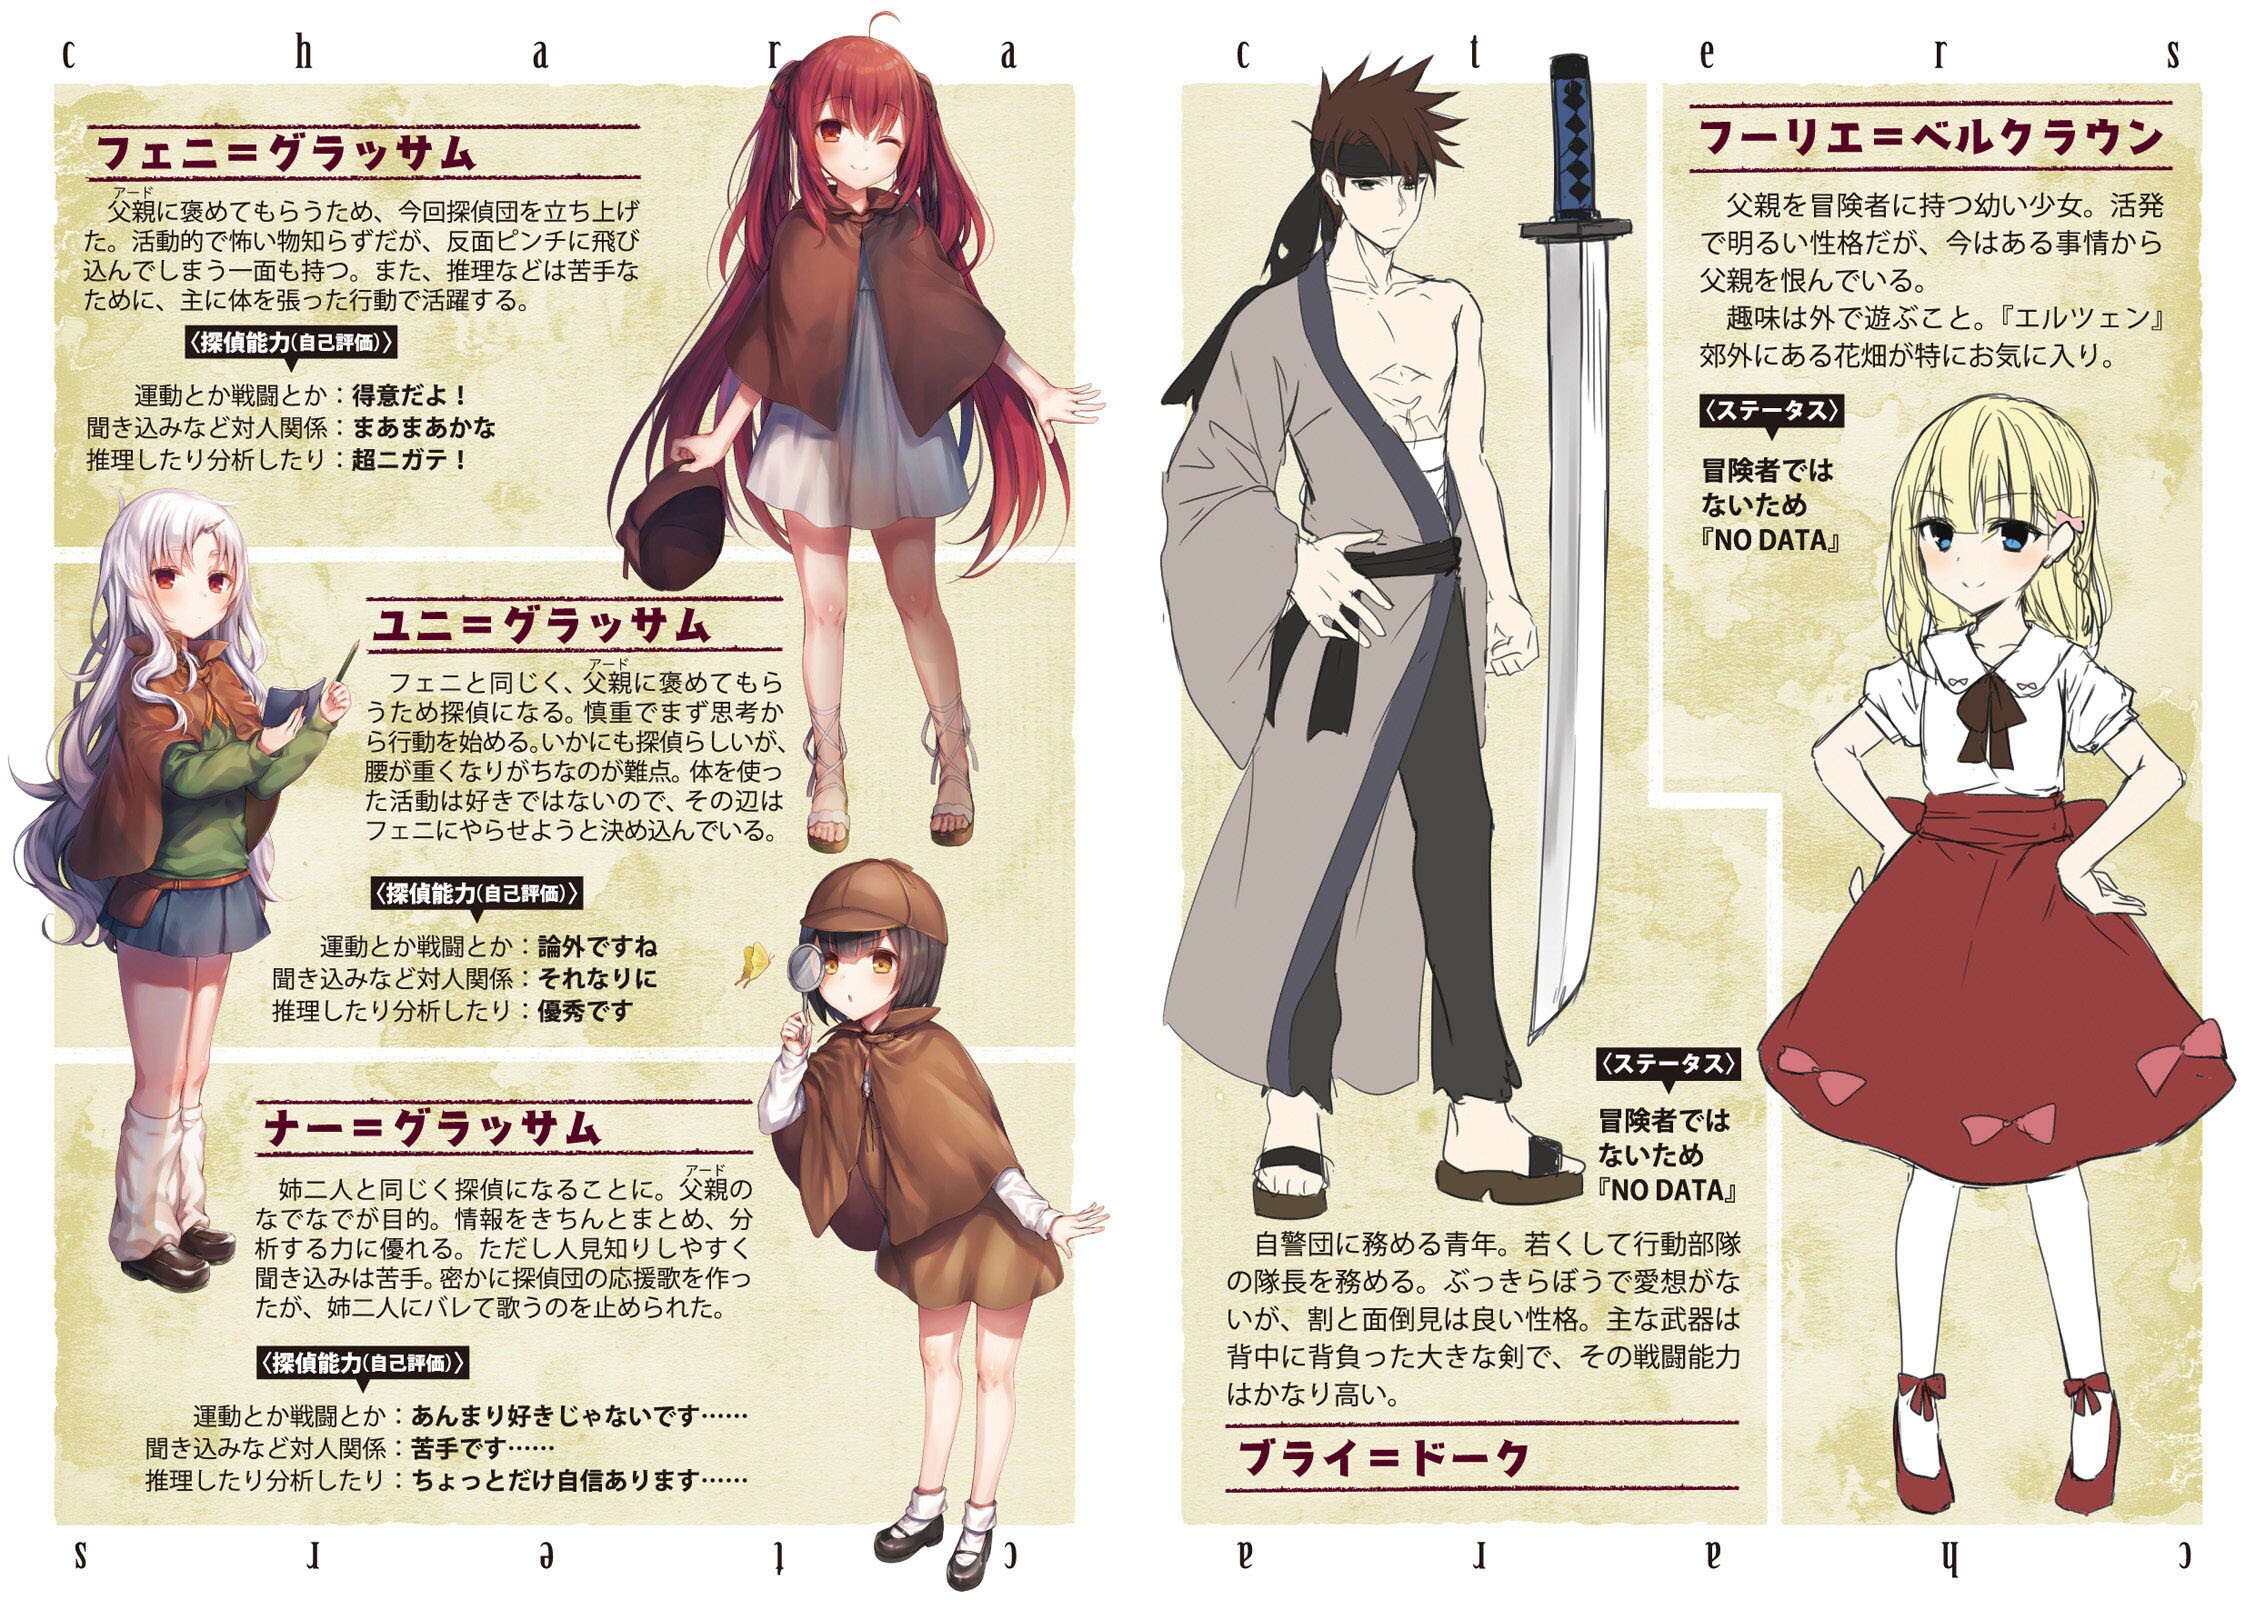 characters
フェニ＝グラッサム
アード
父親に褒めてもらうため、今回探偵団を立ち上げ
た。活動的で怖い物知らずだが、反面ピンチに飛び
込んでしまう一面も持つ。また、推理などは苦手な
ために、主に体を張った行動で活躍する。
〈探偵能力(自己評価)〉
運動とか戦闘とか：得意だよ！
聞き込みなど対人関係：まあまあかな
推理したり分析したり：超ニガテ！
ユニ＝グラッサム
アード
フェニと同じく、父親に褒めてもら
うため探偵になる。慎重でまず思考か
ら行動を始める。いかにも探偵らしいが、
腰が重くなりがちなのが難点。体を使っ
た活動は好きではないので、その辺は
フェニにやらせようと決め込んでいる。
〈探偵能力(自己評価)〉
運動とか戦闘とか：論外ですね
聞き込みなど対人関係：それなりに
推理したり分析したり：優秀です
ナー＝グラッサム
アード
姉二人と同じく探偵になることに。父親の
なでなでが目的。情報をきちんとまとめ、分
析する力に優れる。ただし人見知りしやすく
聞き込みは苦手。密かに探偵団の応援歌を作っ
たが、姉二人にバレて歌うのを止められた。
〈探偵能力(自己評価)〉
運動とか戦闘とか：あんまり好きじゃないです……
聞き込みなど対人関係：苦手です……
推理したり分析したり：ちょっとだけ自信あります……
フーリエ＝ベルクラウン
父親を冒険者に持つ幼い少女。活発
で明るい性格だが、今はある事情から
父親を恨んでいる。
趣味は外で遊ぶこと。『エルツェン』
郊外にある花畑が特にお気に入り。
〈ステータス〉
冒険者では
ないため
『NO DATA』
〈ステータス〉
冒険者では
ないため
『NO DATA』
自警団に務める青年。若くして行動部隊
の隊長を務める。ぶっきらぼうで愛想がな
いが、割と面倒見は良い性格。主な武器は
背中に背負った大きな剣で、その戦闘能力
はかなり高い。
ブライ＝ドーク
characters